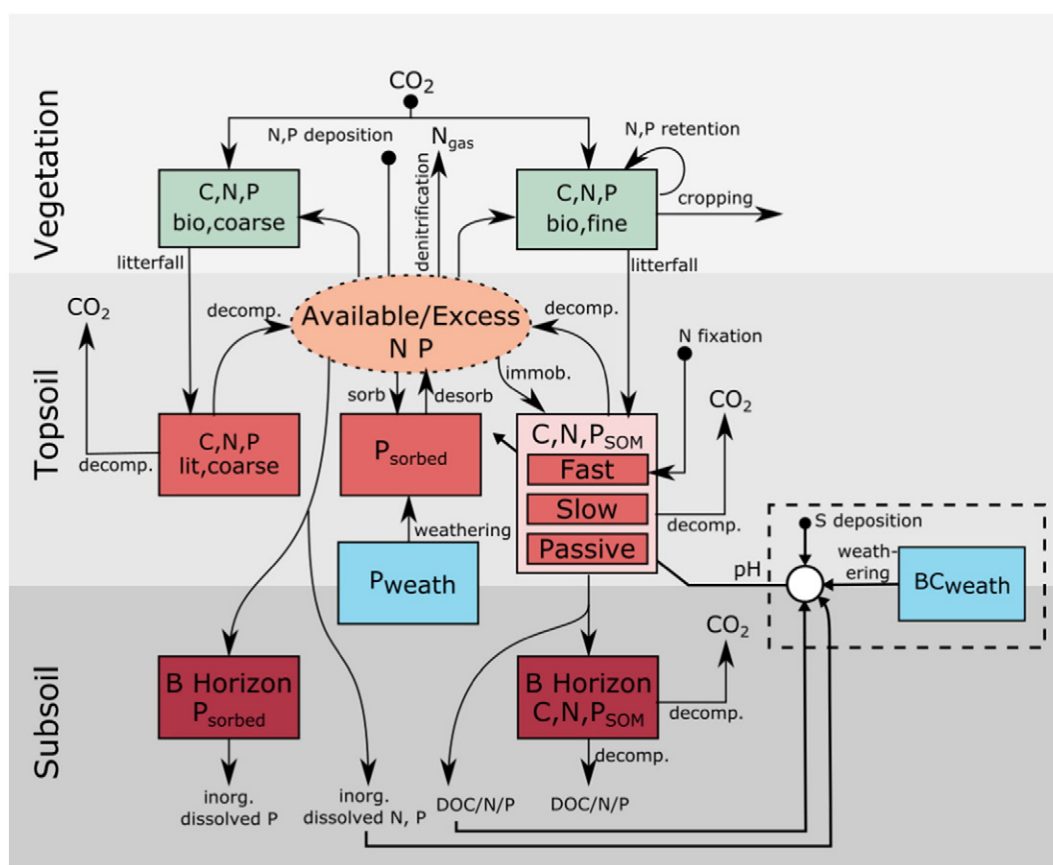 Vegetation
CO2
N,P deposition
Ngas
denitrification
N,P retention
C,N,P
bio,coarse
C,N,P
bio,fine
cropping
litterfall
litterfall
Topsoil
CO2
decomp.
Available/Excess
N P
decomp.
N fixation
sorb
desorb
immob.
CO2
C,N,P
lit,coarse
decomp.
Psorbed
C,N,PSOM
Fast
Slow
Passive
decomp.
weathering
Pweath
S deposition
weath-
ering
BCweath
pH
Subsoil
B Horizon
Psorbed
B Horizon
C,N,PSOM
CO2
decomp.
decomp.
inorg.
dissolved P
inorg.
dissolved N, P
DOC/N/P
DOC/N/P